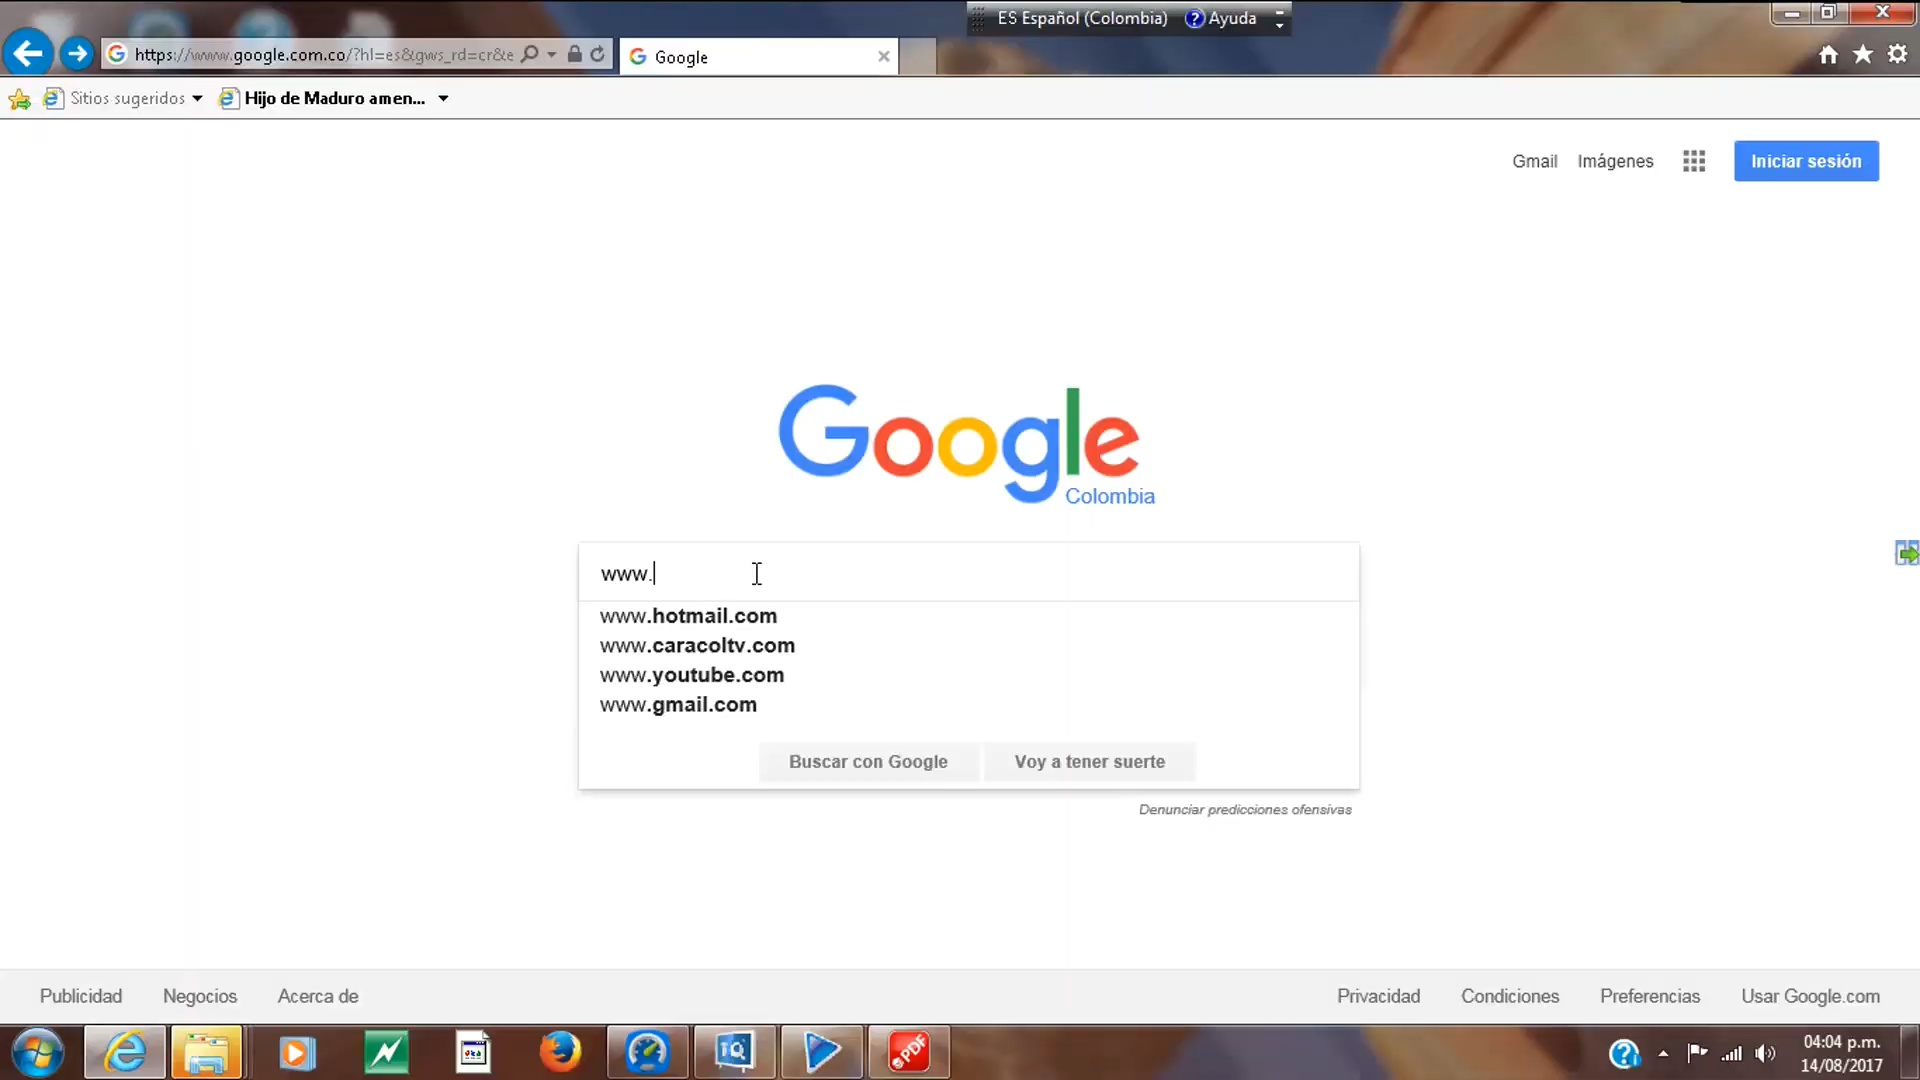 ES Español (Colombia) Ayuda
https://www.google.com.co/?hl=es&gws_rd=cr&e
Google
Sitios sugeridos
Hijo de Maduro amen...
Gmail Imágenes Iniciar sesión
Google
Colombia
www.
www.hotmail.com
www.caracoltv.com
www.youtube.com
www.gmail.com
Buscar con Google Voy a tener suerte
Denunciar predicciones ofensivas
Publicidad Negocios Acerca de Privacidad Condiciones Preferencias Usar Google.com
IQ
PDF
04:04 p.m.
14/08/2017